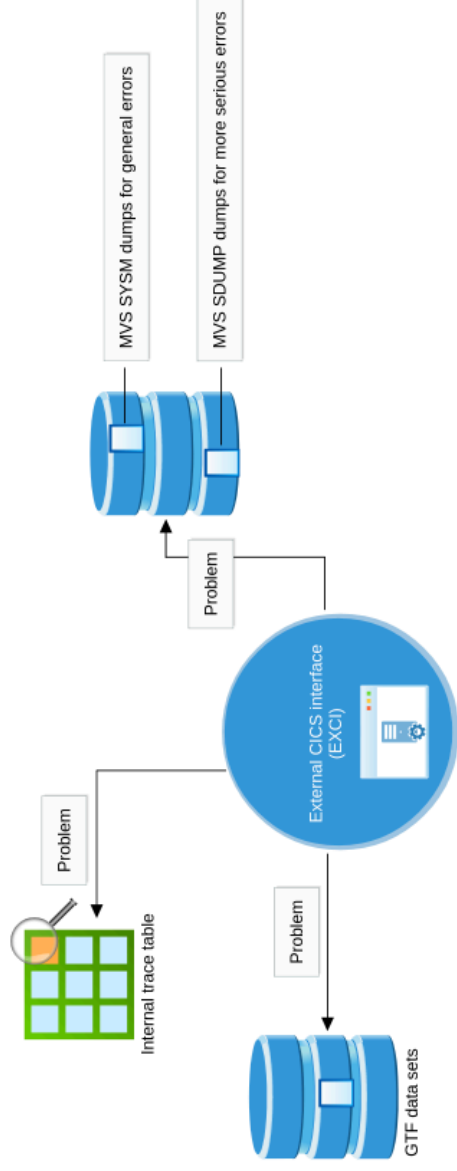 Internal trace table
Problem
GTF data sets
Problem
External CICS interface
(EXCI)
Problem
MVS SYSM dumps for general errors
MVS SDUMP dumps for more serious errors